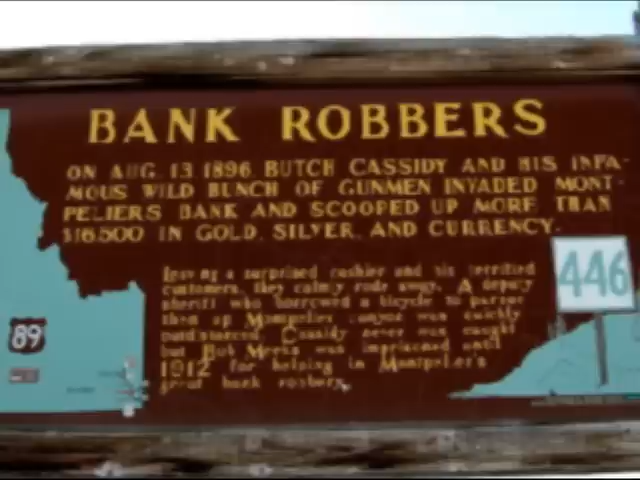 BANK ROBBERS
ON AUG. 13, 1896, BUTCH CASSIDY AND HIS INFA-
MOUS WILD BUNCH OF GUNMEN INVADED MONT-
PELIERS BANK AND SCOOPED UP MORE THAN
$16,500 IN GOLD, SILVER, AND CURRENCY.
446
Leaving a surprised cashier and his terrified
customers, they calmly rode away. A deputy
sheriff who borrowed a bicycle to pursue
them up Montpelier canyon was quickly
outdistanced. Cassidy never was caught
but Bob Meeks was imprisoned until
1912 for helping in Montpelier's
great bank robbery.
89